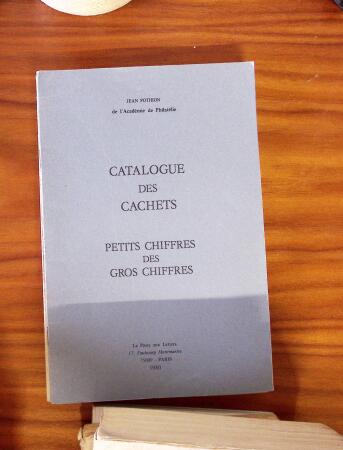 JEAN POTHION
de l'Académie de Philatélie
CATALOGUE
DES
CACHETS
PETITS CHIFFRES
DES
GROS CHIFFRES
La Poste aux Lettres
17, Faubourg Montmartre
75009 - PARIS
1980